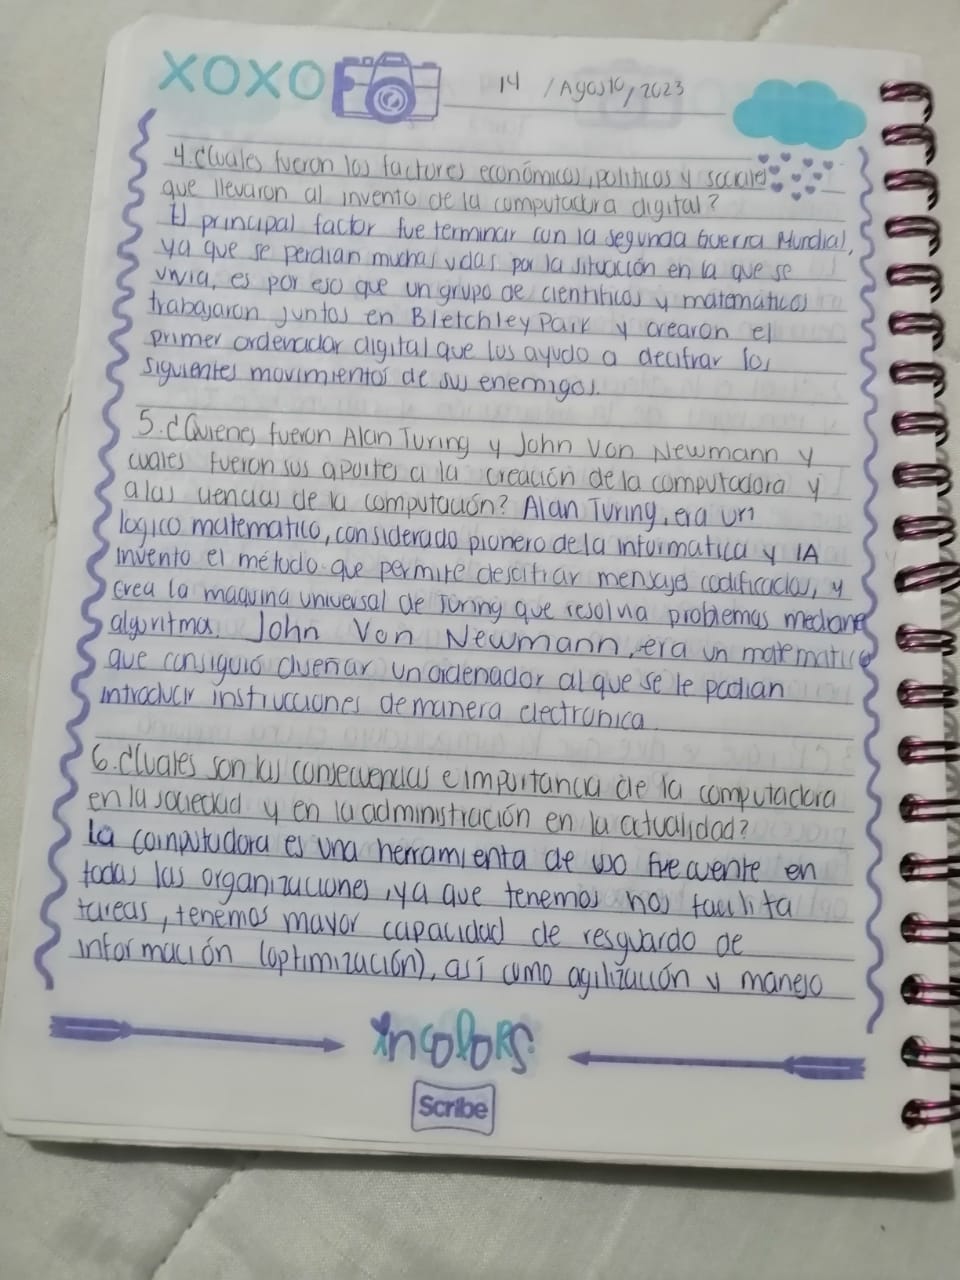 XOXO
14 / Agosto / 2023
4. ¿Cuales fueron los factores económicos, politicos y sociales
que llevaron al invento de la computadora digital?
El principal factor fue terminar con la segunda Guerra Mundial,
ya que se perdian muchas vidas por la situación en la que se
vivia, es por eso que un grupo de cientificos y matematicos
trabajaron juntos en Bletchley Park y crearon el
primer ordenador digital que los ayudo a decifrar los
siguientes movimientos de sus enemigos.
5. ¿Quienes fueron Alan Turing y John Von Newmann y
cuales fueron sus aportes a la creación de la computadora y
a las ciencias de la computación? Alan Turing, era un
logico matematico, considerado pionero de la informatica y IA
invento el método que permite descifrar mensajes codificados, y
crea la maquina universal de Turing que resolvia problemas mediante
algoritma. John Von Newmann, era un matematico
que consiguió diseñar un ordenador al que se le podian
introducir instrucciones de manera electronica
6. ¿Cuales son las consecuencias e importancia de la computadora
en la sociedad y en la administración en la actualidad?
La computadora es una herramienta de uso frecuente en
todas las organizaciones, ya que tenemos nos facilita
tareas, tenemos mayor capacidad de resguardo de
información (optimización), así como agilización y manejo
in colors
Scribe